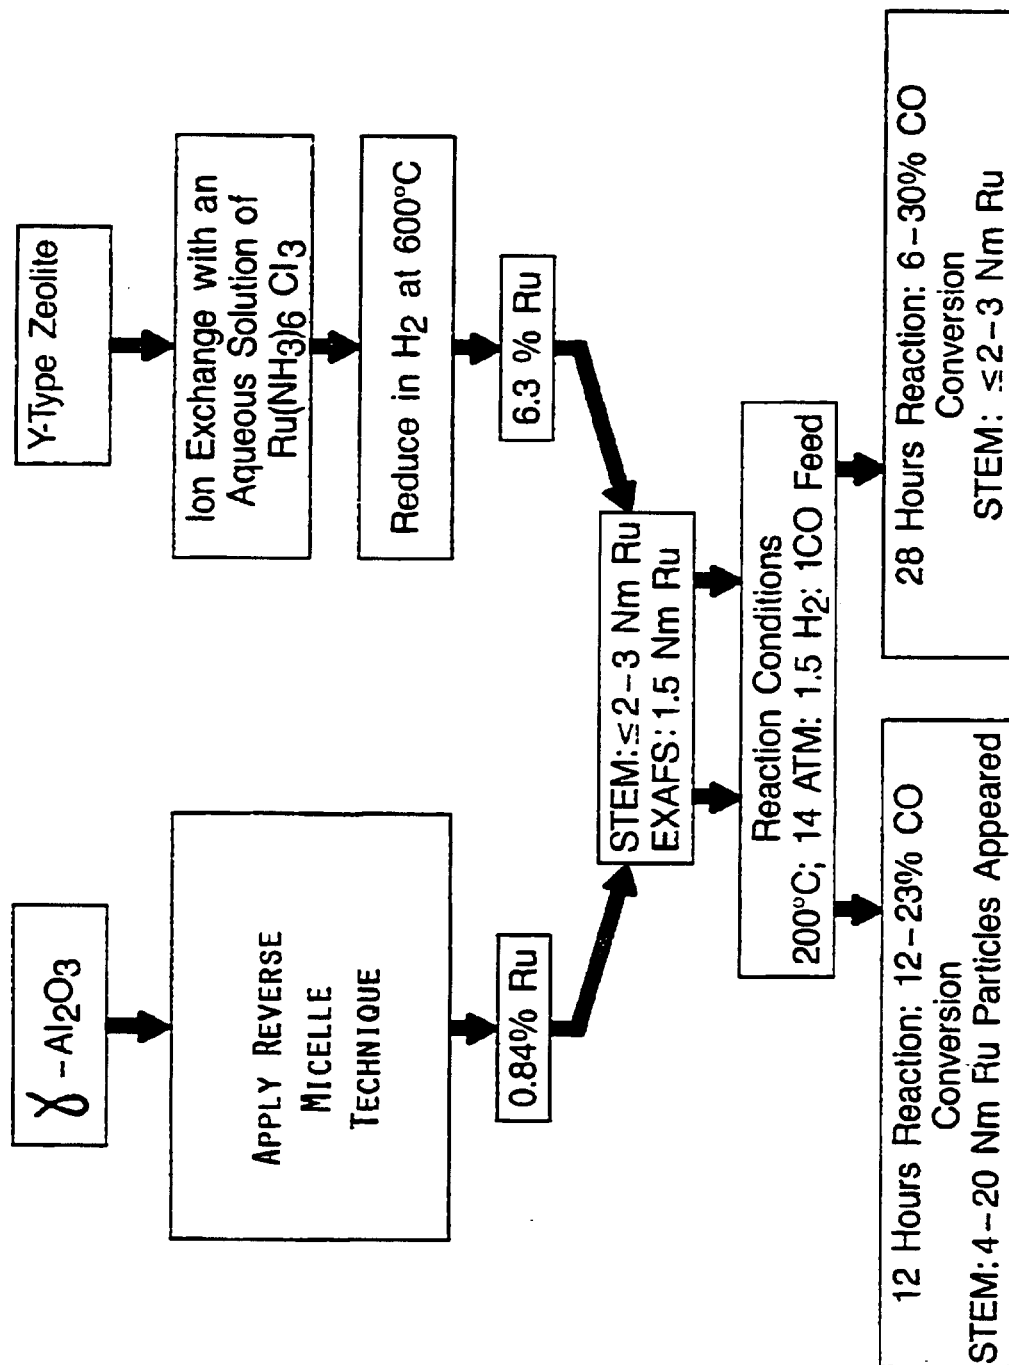 γ - Al2O3
APPLY REVERSE
MICELLE
TECHNIQUE
0.84% Ru
Y-Type Zeolite
Ion Exchange with an
Aqueous Solution of
Ru(NH3)6 Cl3
Reduce in H2 at 600°C
6.3 % Ru
STEM: ≤2-3 Nm Ru
EXAFS: 1.5 Nm Ru
Reaction Conditions
200°C; 14 ATM: 1.5 H2: 1CO Feed
12 Hours Reaction: 12-23% CO
Conversion
STEM: 4-20 Nm Ru Particles Appeared
28 Hours Reaction: 6-30% CO
Conversion
STEM: ≤2-3 Nm Ru